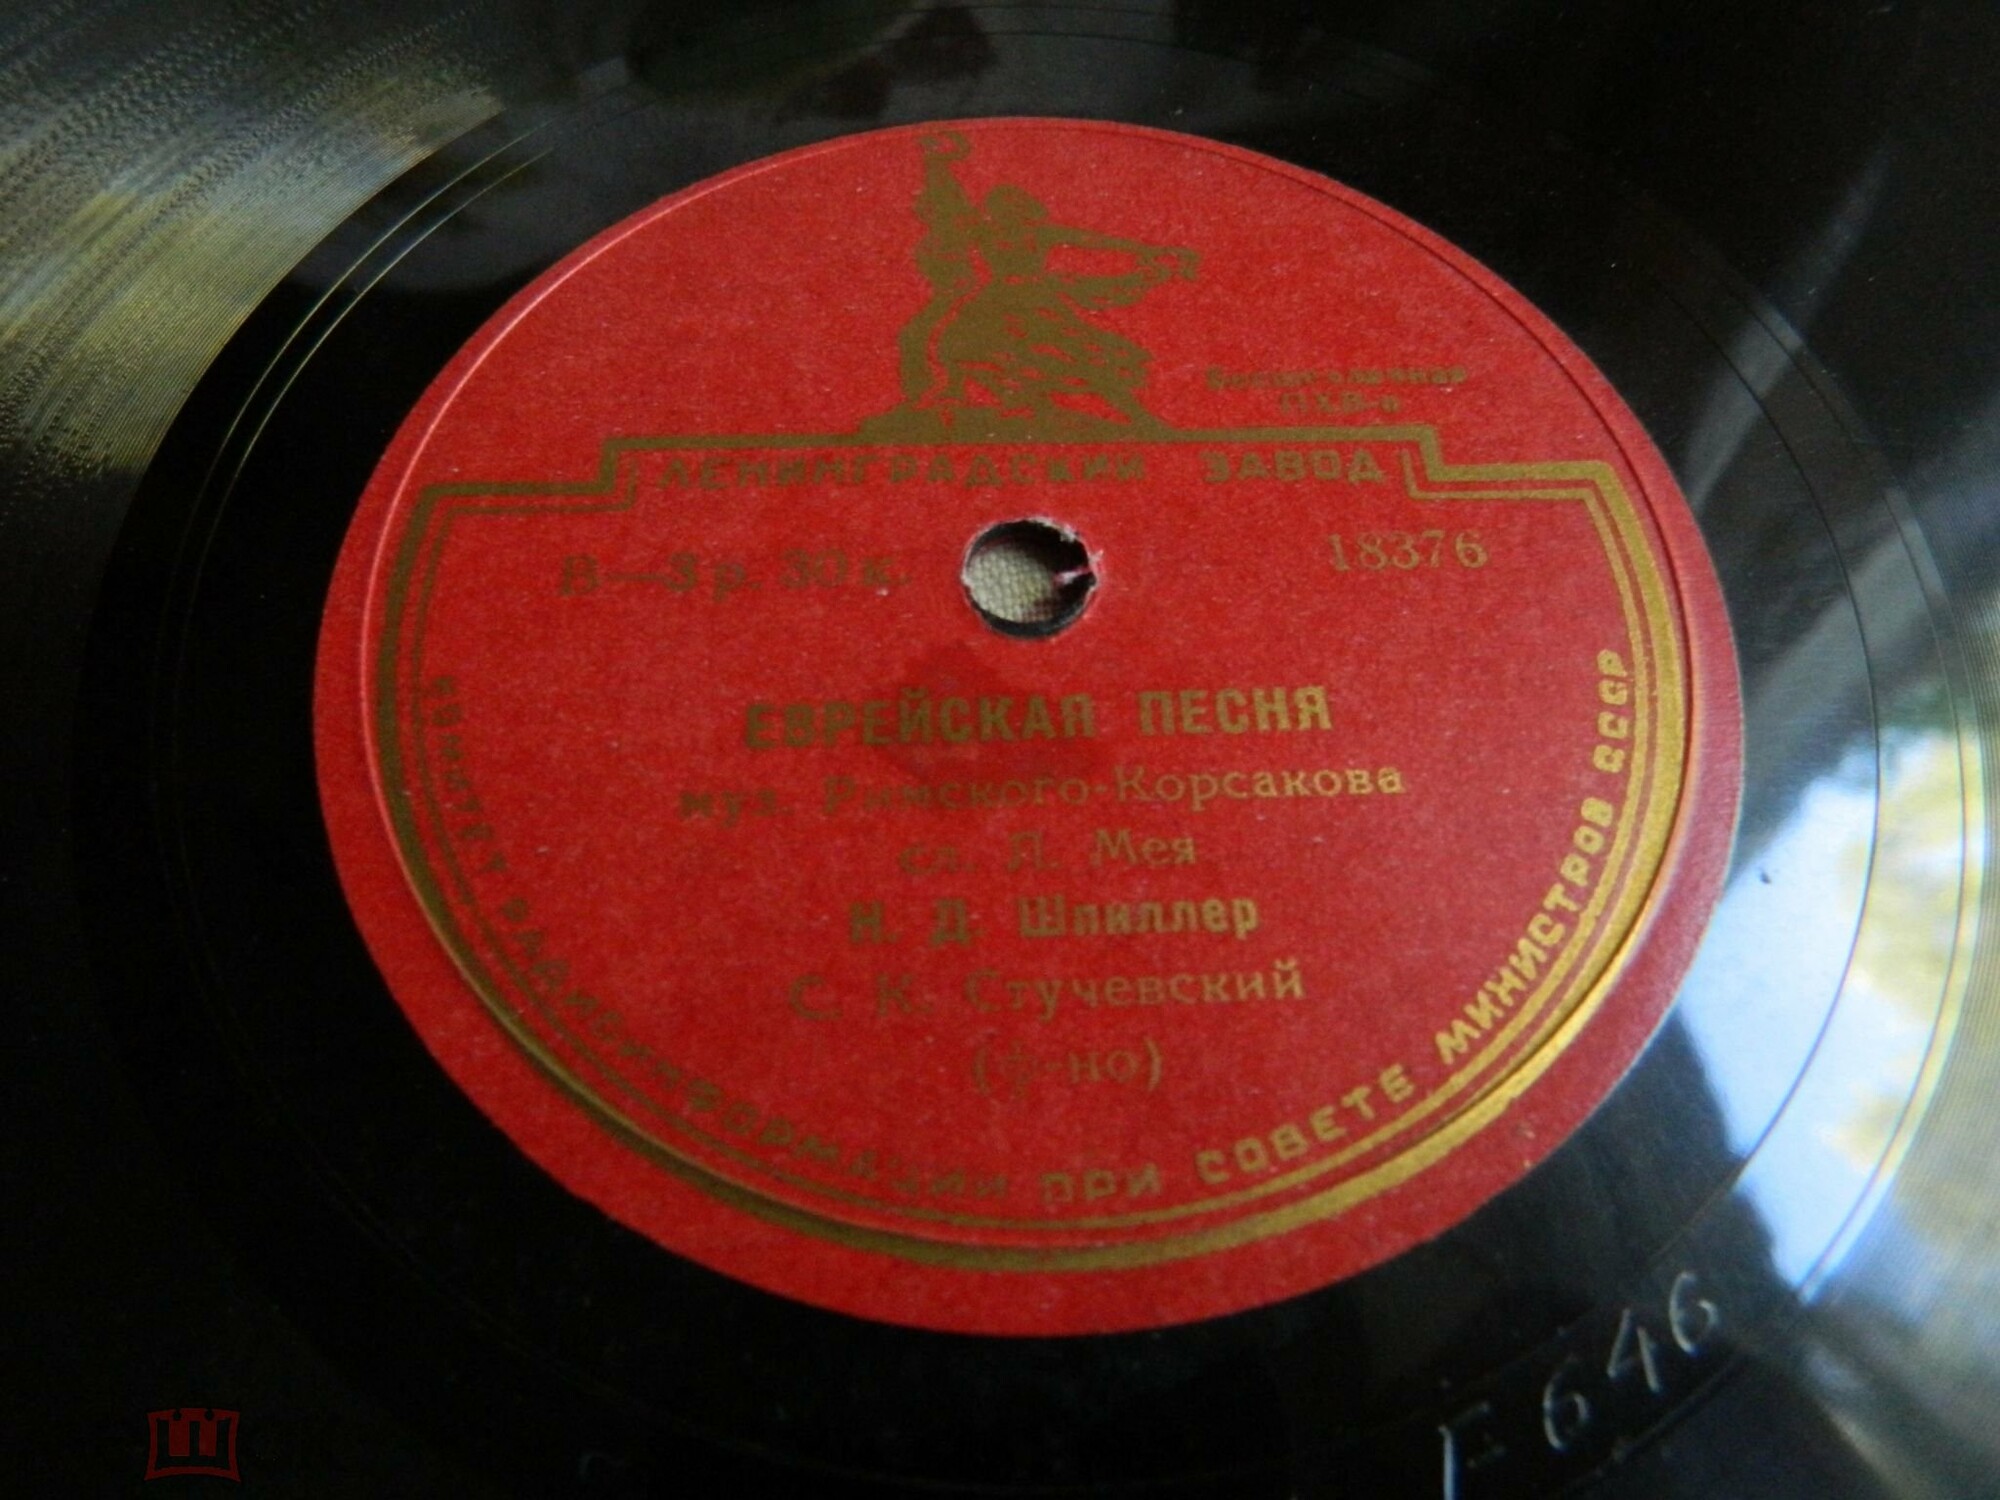 ЛЕНИНГРАДСКИЙ ЗАВОД
В—3 р. 30 к.
18376
ЕВРЕЙСКАЯ ПЕСНЯ
муз. Римского-Корсакова
сл. Л. Мея
Н. Д. Шпиллер
С. К. Стучевский
(ф-но)
КОМИТЕТ РАДИОИНФОРМАЦИИ ПРИ СОВЕТЕ МИНИСТРОВ СССР
646